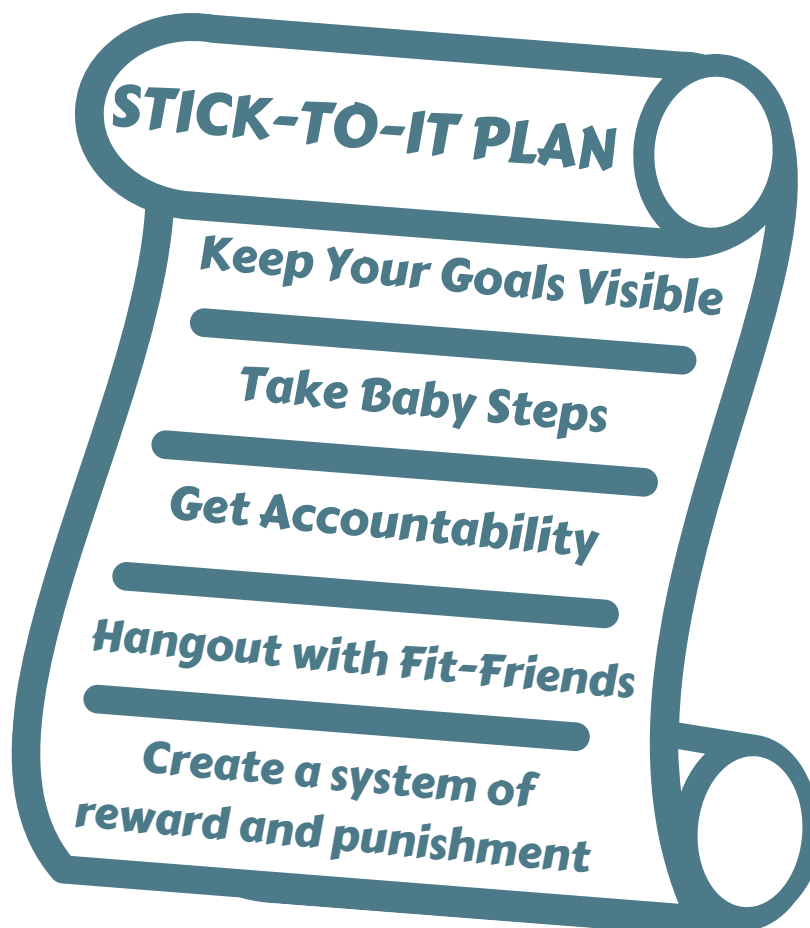 STICK-TO-IT PLAN
Keep Your Goals Visible
Take Baby Steps
Get Accountability
Hangout with Fit-Friends
Create a system of
reward and punishment